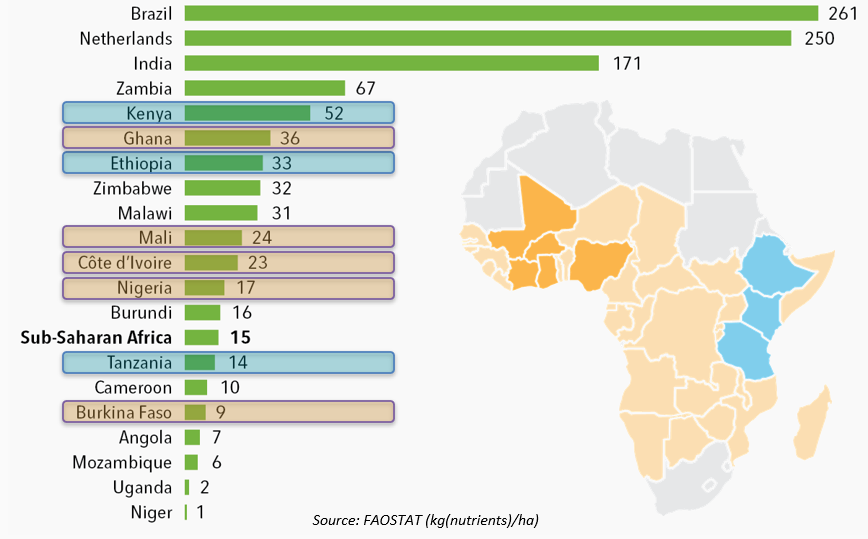 Brazil 261
Netherlands 250
India 171
Zambia 67
Kenya 52
Ghana 36
Ethiopia 33
Zimbabwe 32
Malawi 31
Mali 24
Côte d'Ivoire 23
Nigeria 17
Burundi 16
Sub-Saharan Africa 15
Tanzania 14
Cameroon 10
Burkina Faso 9
Angola 7
Mozambique 6
Uganda 2
Niger 1
Source: FAOSTAT (kg(nutrients)/ha)